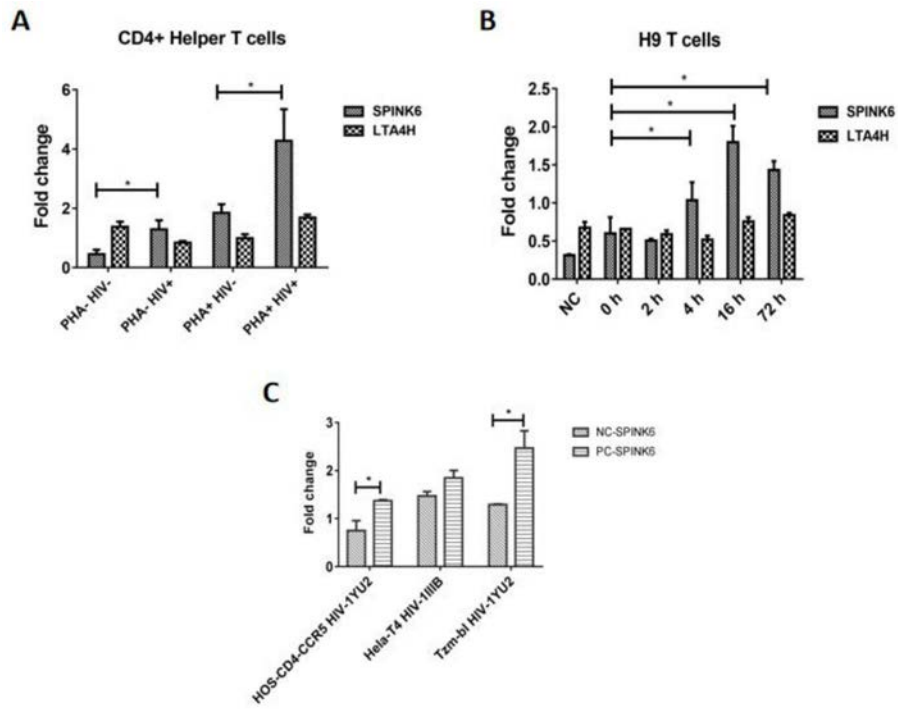 A
CD4+ Helper T cells
Fold change
6
4
2
0
*
*
SPINK6
LTA4H
PHA- HIV-
PHA- HIV+
PHA+ HIV-
PHA+ HIV+
B
H9 T cells
Fold change
2.5
2.0
1.5
1.0
0.5
0.0
*
*
*
SPINK6
LTA4H
NC
0 h
2 h
4 h
16 h
72 h
C
Fold change
3
2
1
0
*
*
NC-SPINK6
PC-SPINK6
HOS-CD4-CCR5 HIV-1YU2
Hela-T4 HIV-1IIIB
Tzm-bl HIV-1YU2